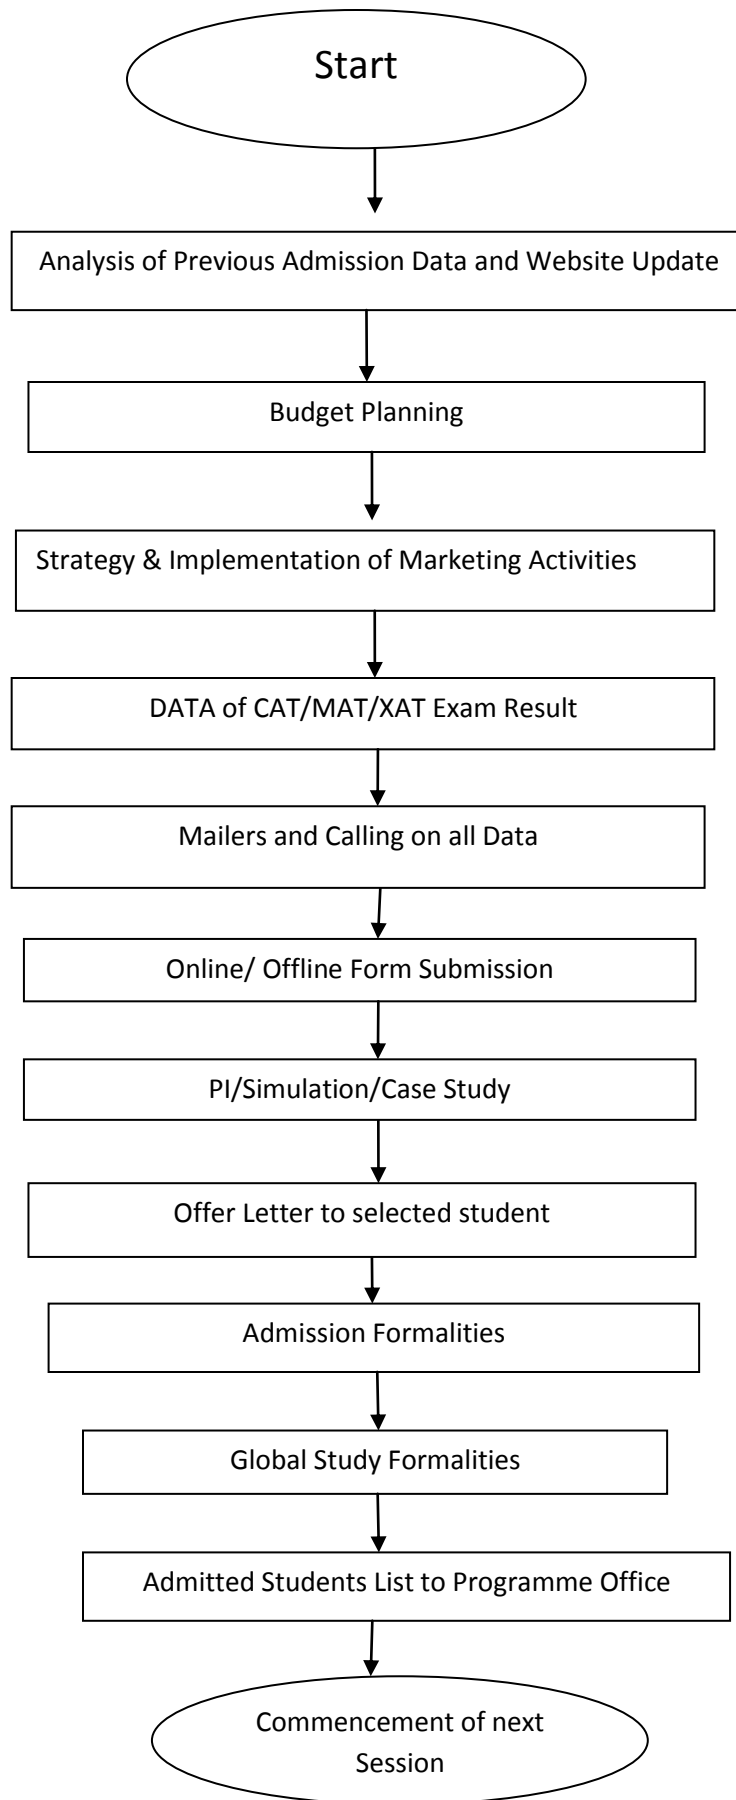 Start
Analysis of Previous Admission Data and Website Update
Budget Planning
Strategy & Implementation of Marketing Activities
DATA of CAT/MAT/XAT Exam Result
Mailers and Calling on all Data
Online/ Offline Form Submission
PI/Simulation/Case Study
Offer Letter to selected student
Admission Formalities
Global Study Formalities
Admitted Students List to Programme Office
Commencement of next
Session